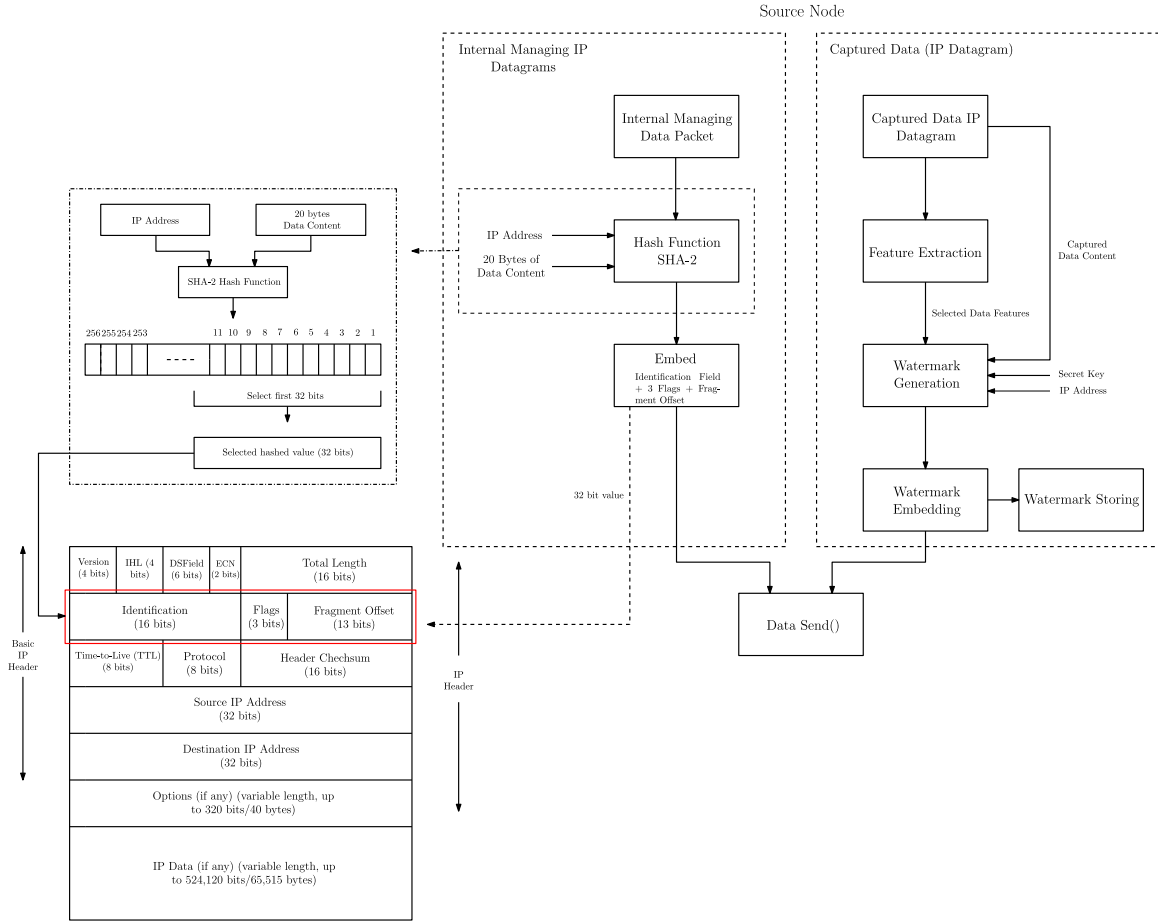 Source Node
Internal Managing IP
Datagrams
Internal Managing
Data Packet
IP Address
20 Bytes of
Data Content
Hash Function
SHA-2
Embed
Identification Field
+ 3 Flags + Frag-
ment Offset
32 bit value
Captured Data (IP Datagram)
Captured Data IP
Datagram
Feature Extraction
Captured
Data Content
Selected Data Features
Watermark
Generation
Secret Key
IP Address
Watermark
Embedding
Watermark Storing
Data Send()
IP Address
20 bytes
Data Content
SHA-2 Hash Function
256 255 254 253 11 10 9 8 7 6 5 4 3 2 1
Select first 32 bits
Selected hashed value (32 bits)
Basic
IP
Header
IP
Header
Version
(4 bits)
IHL (4
bits)
DSField
(6 bits)
ECN
(2 bits)
Total Length
(16 bits)
Identification
(16 bits)
Flags
(3 bits)
Fragment Offset
(13 bits)
Time-to-Live (TTL)
(8 bits)
Protocol
(8 bits)
Header Chechsum
(16 bits)
Source IP Address
(32 bits)
Destination IP Address
(32 bits)
Options (if any) (variable length, up
to 320 bits/40 bytes)
IP Data (if any) (variable length, up
to 524,120 bits/65,515 bytes)